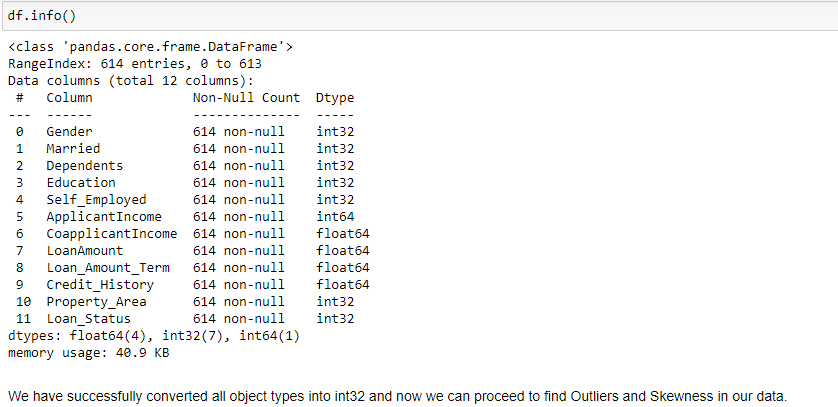 df.info()
<class 'pandas.core.frame.DataFrame'>
RangeIndex: 614 entries, 0 to 613
Data columns (total 12 columns):
 #   Column             Non-Null Count  Dtype
---  ------             --------------  -----
 0   Gender             614 non-null    int32
 1   Married            614 non-null    int32
 2   Dependents         614 non-null    int32
 3   Education          614 non-null    int32
 4   Self_Employed      614 non-null    int32
 5   ApplicantIncome    614 non-null    int64
 6   CoapplicantIncome  614 non-null    float64
 7   LoanAmount         614 non-null    float64
 8   Loan_Amount_Term   614 non-null    float64
 9   Credit_History     614 non-null    float64
 10  Property_Area      614 non-null    int32
 11  Loan_Status        614 non-null    int32
dtypes: float64(4), int32(7), int64(1)
memory usage: 40.9 KB
We have successfully converted all object types into int32 and now we can proceed to find Outliers and Skewness in our data.